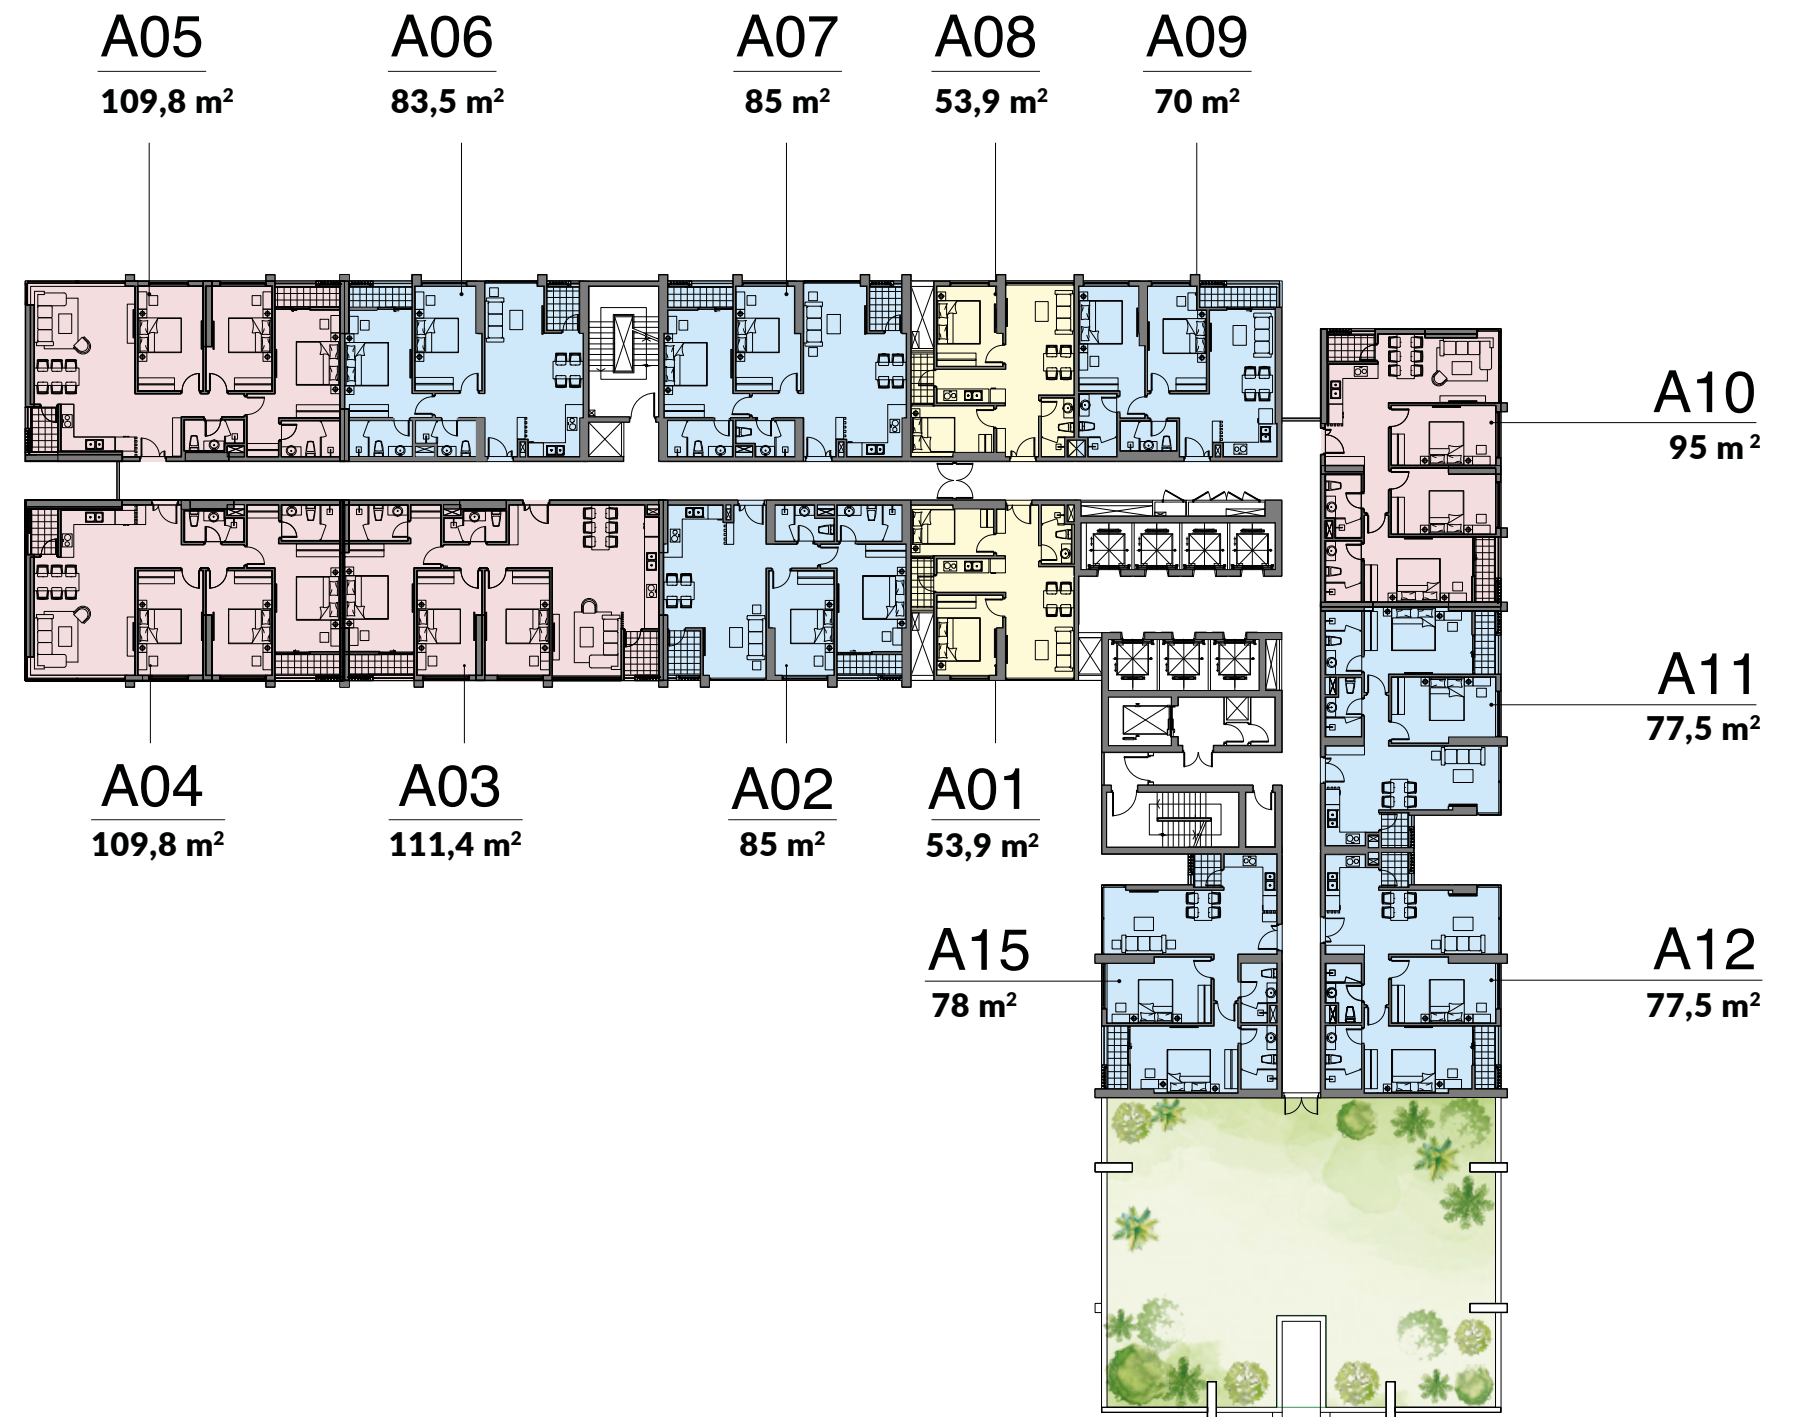 A05
109,8 m²
A06
83,5 m²
A07
85 m²
A08
53,9 m²
A09
70 m²
A10
95 m²
A11
77,5 m²
A04
109,8 m²
A03
111,4 m²
A02
85 m²
A01
53,9 m²
A15
78 m²
A12
77,5 m²